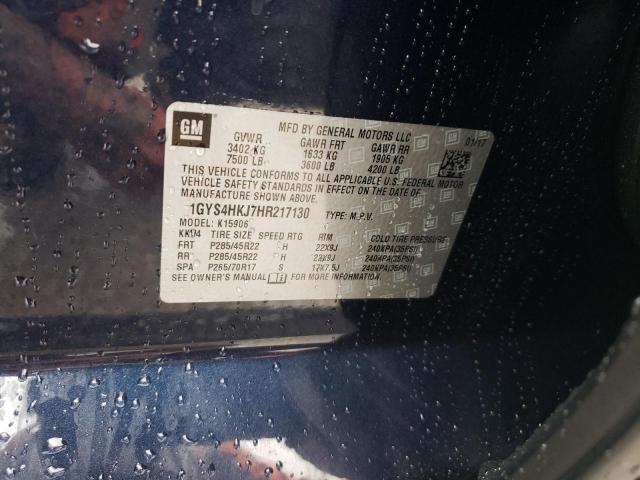 GM
MFD BY GENERAL MOTORS LLC
01/17
GVWR GAWR FRT GAWR RR
3402 KG 1633 KG 1905 KG
7500 LB 3600 LB 4200 LB
THIS VEHICLE CONFORMS TO ALL APPLICABLE U.S. FEDERAL MOTOR
VEHICLE SAFETY STANDARDS IN EFFECT ON THE DATE OF
MANUFACTURE SHOWN ABOVE.
1GYS4HKJ7HR217130 TYPE: M.P.V.
MODEL: K15906
TIRE SIZE SPEED RTG RIM COLD TIRE PRESSURE
FRT P285/45R22 H 22X9J 240KPA(35PSI)
RR P285/45R22 H 22X9J 240KPA(35PSI)
SPA P265/70R17 S 17X7.5J 240KPA(35PSI)
SEE OWNER'S MANUAL FOR MORE INFORMATION.